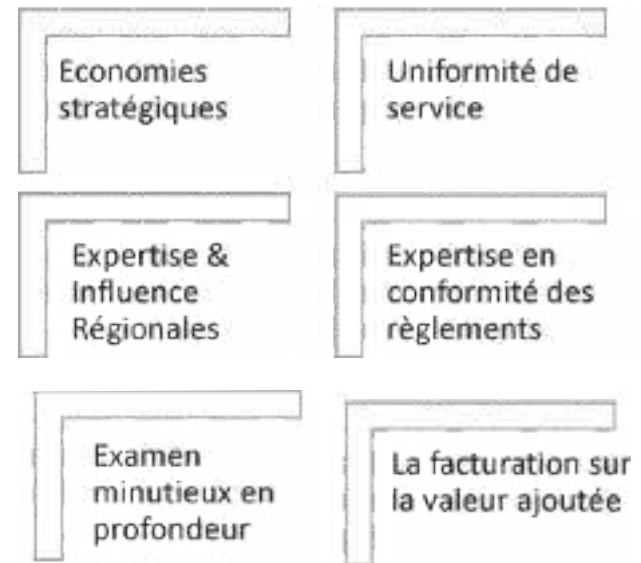 Economies
stratégiques
Uniformité de
service
Expertise &
Influence
Régionales
Expertise en
conformité des
règlements
Examen
minutieux en
profondeur
La facturation sur
la valeur ajoutée